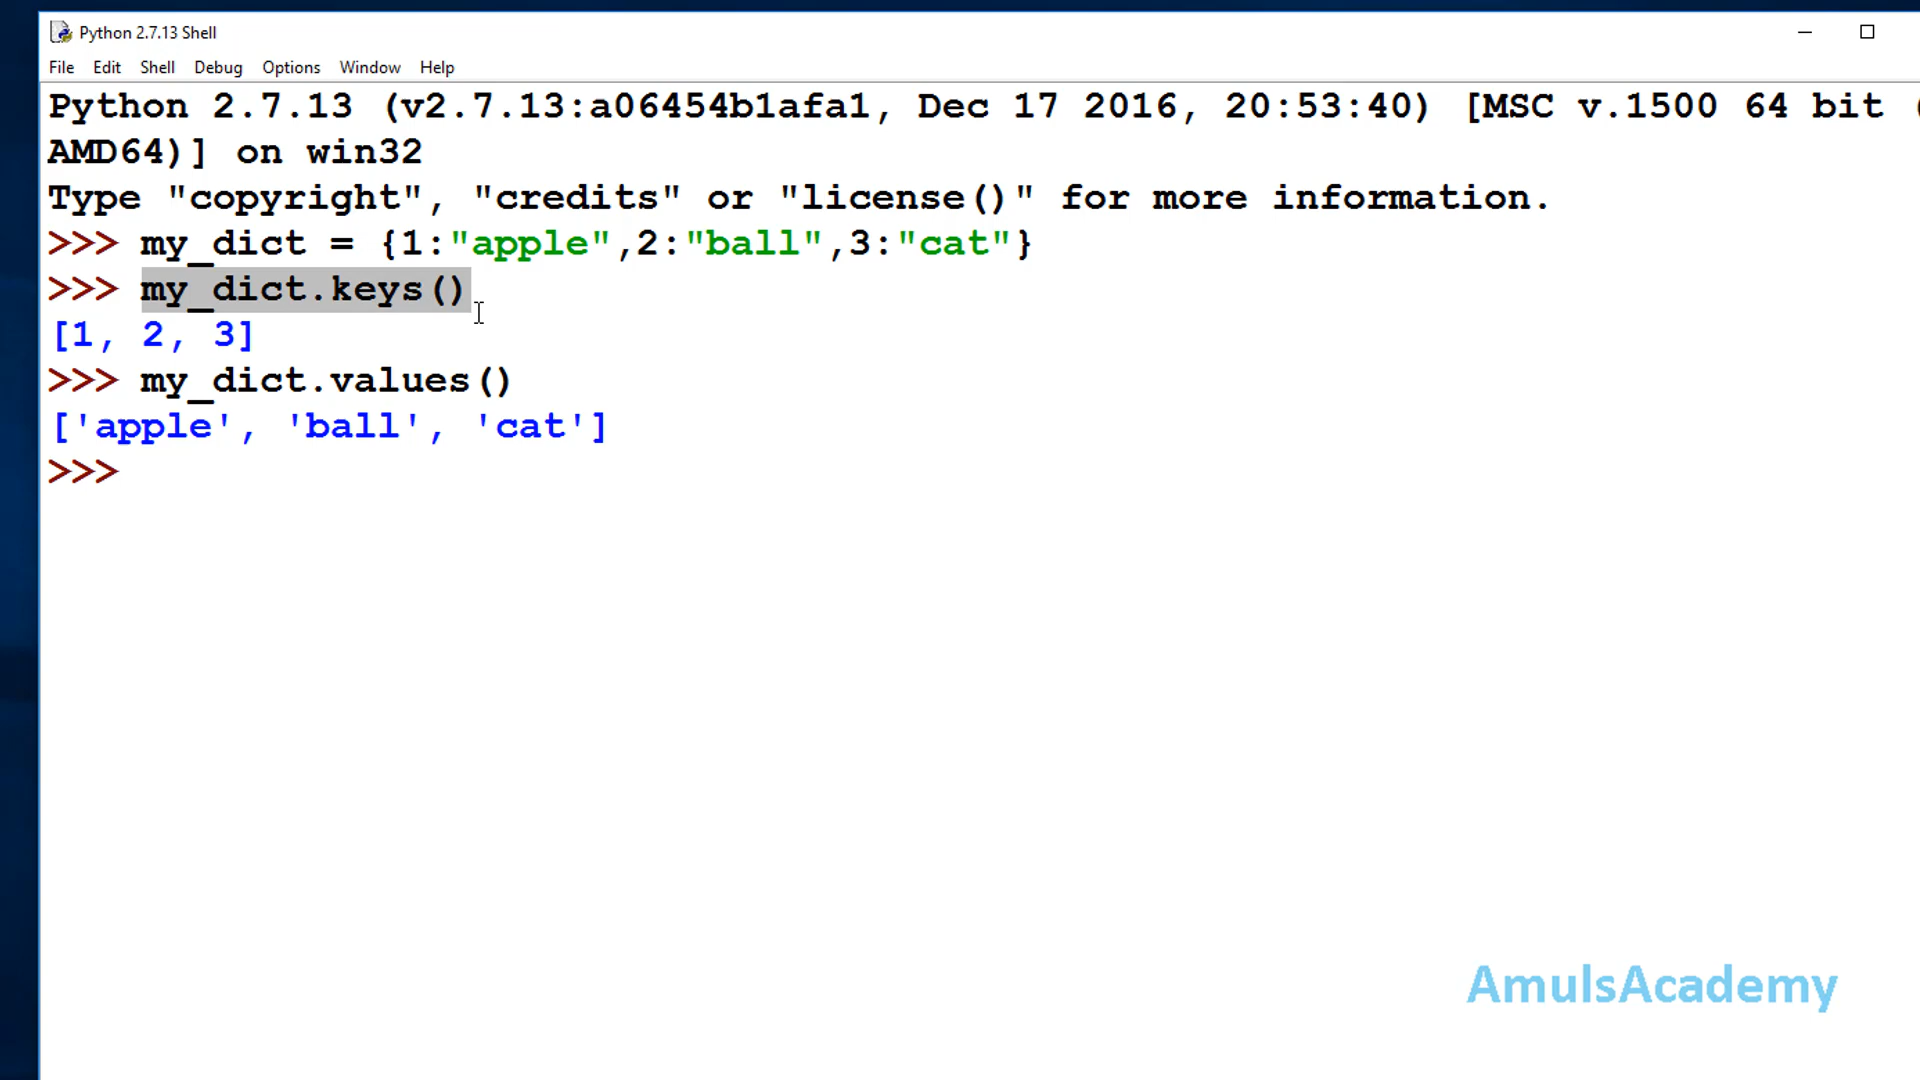 Python 2.7.13 Shell
File Edit Shell Debug Options Window Help
Python 2.7.13 (v2.7.13:a06454b1afa1, Dec 17 2016, 20:53:40) [MSC v.1500 64 bit (
AMD64)] on win32
Type "copyright", "credits" or "license()" for more information.
>>> my_dict = {1:"apple",2:"ball",3:"cat"}
>>> my_dict.keys()
[1, 2, 3]
>>> my_dict.values()
['apple', 'ball', 'cat']
>>>
AmulsAcademy